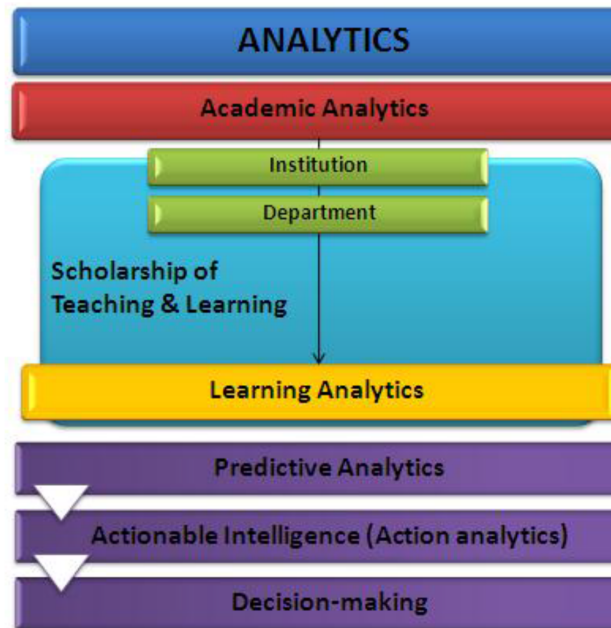 ANALYTICS
Academic Analytics
Institution
Department
Scholarship of
Teaching & Learning
Learning Analytics
Predictive Analytics
Actionable Intelligence (Action analytics)
Decision-making